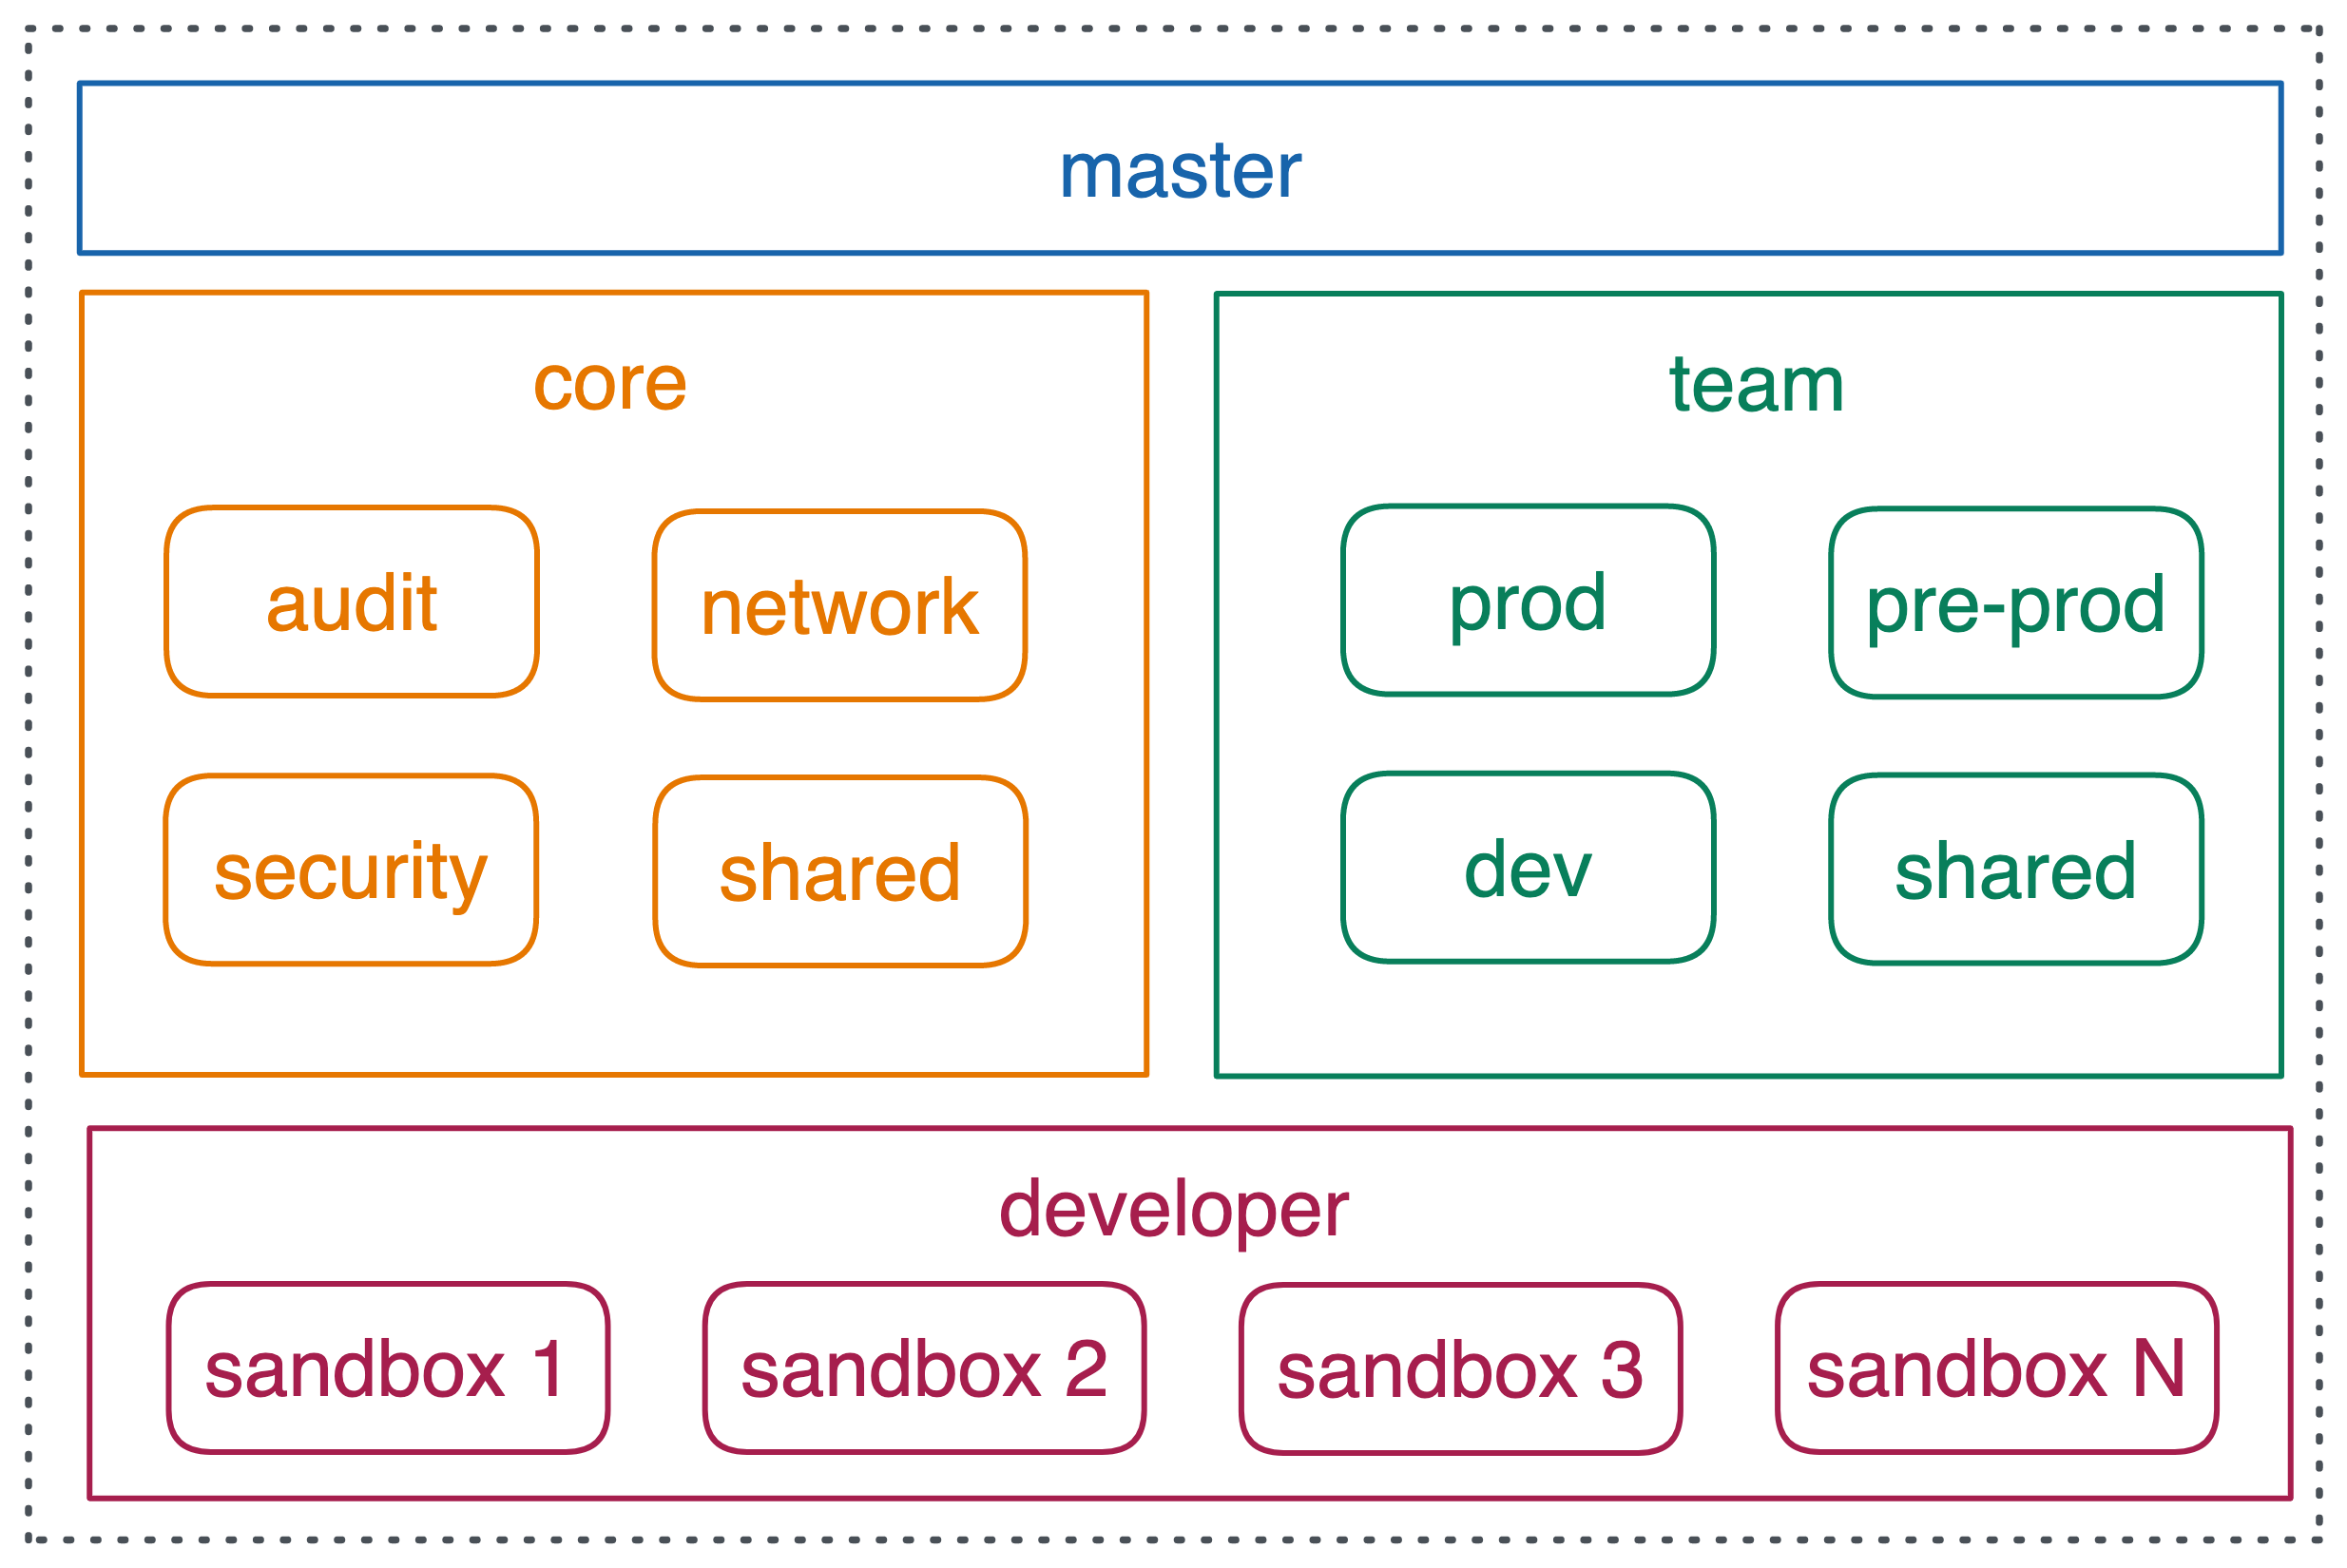 master
core
audit
network
security
shared
team
prod
pre-prod
dev
shared
developer
sandbox 1
sandbox 2
sandbox 3
sandbox N